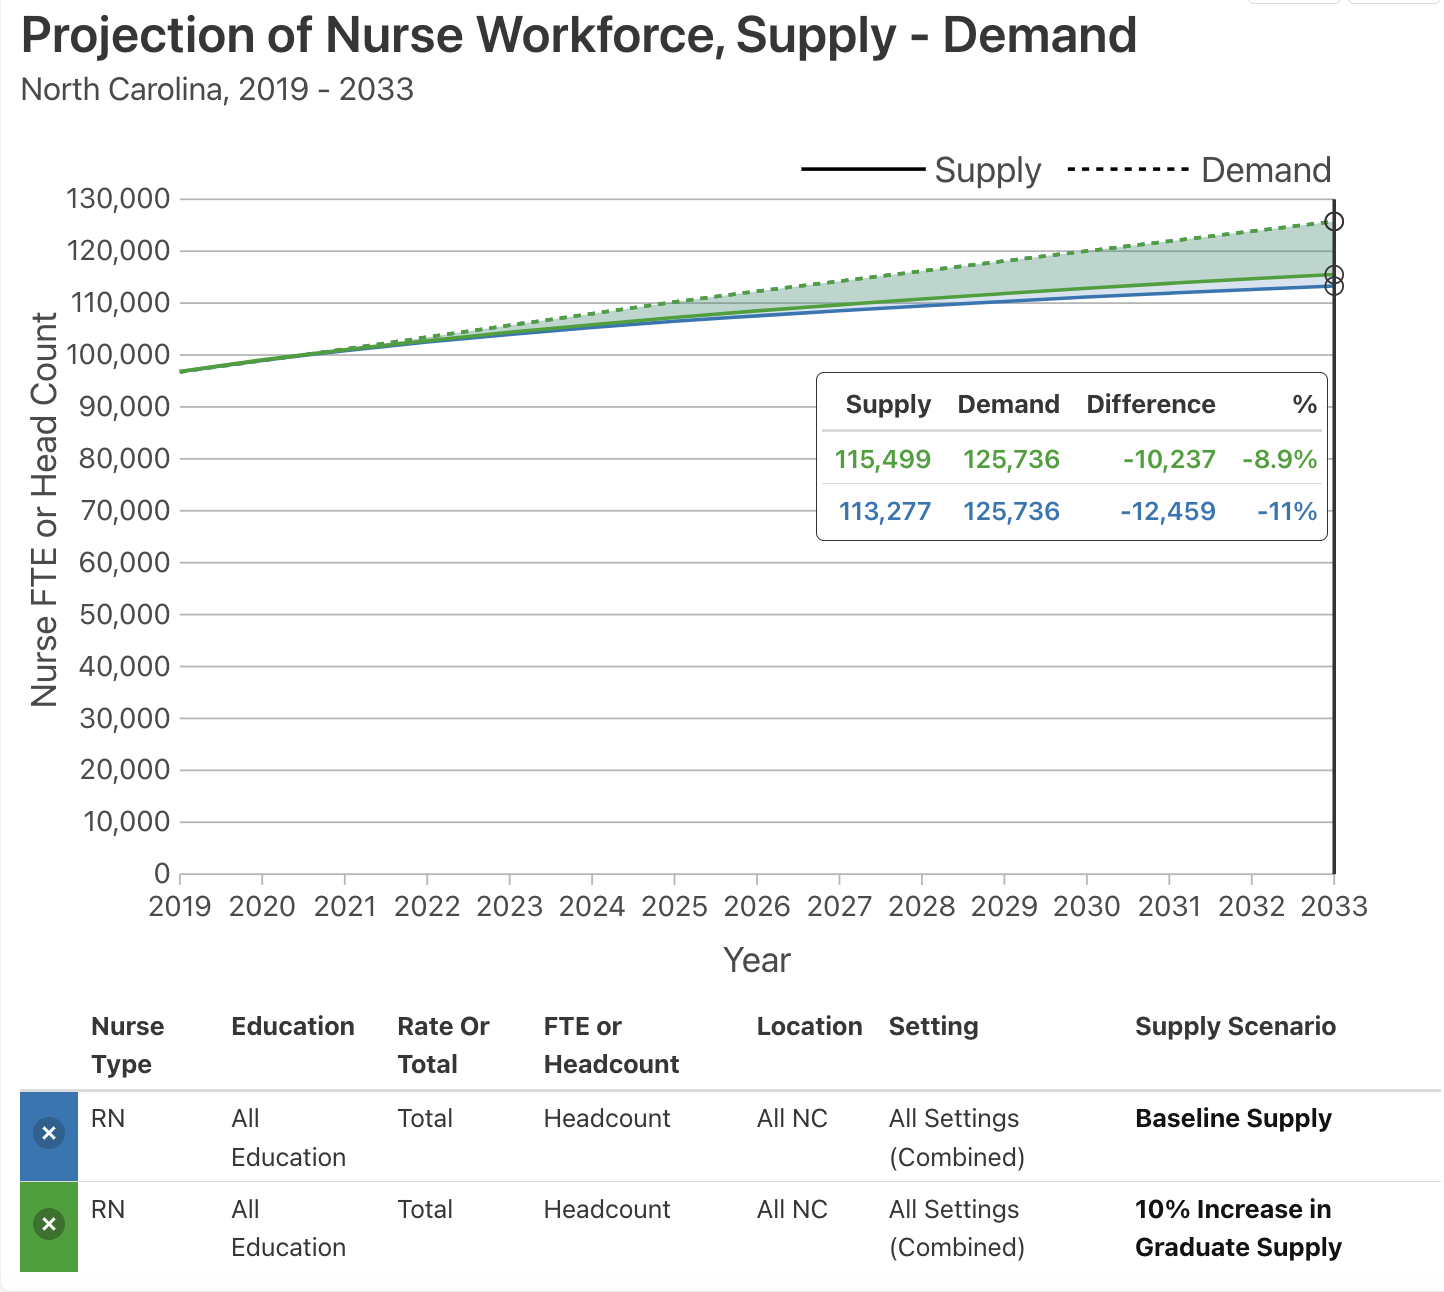 Projection of Nurse Workforce, Supply - Demand
North Carolina, 2019 - 2033
Supply Demand
130,000
120,000
110,000
100,000
90,000
80,000
70,000
60,000
50,000
40,000
30,000
20,000
10,000
0
Nurse FTE or Head Count
Supply Demand Difference %
115,499 125,736 -10,237 -8.9%
113,277 125,736 -12,459 -11%
2019 2020 2021 2022 2023 2024 2025 2026 2027 2028 2029 2030 2031 2032 2033
Year
Nurse Education Rate Or FTE or Location Setting Supply Scenario
Type Total Headcount
RN All Total Headcount All NC All Settings Baseline Supply
Education (Combined)
RN All Total Headcount All NC All Settings 10% Increase in
Education (Combined) Graduate Supply